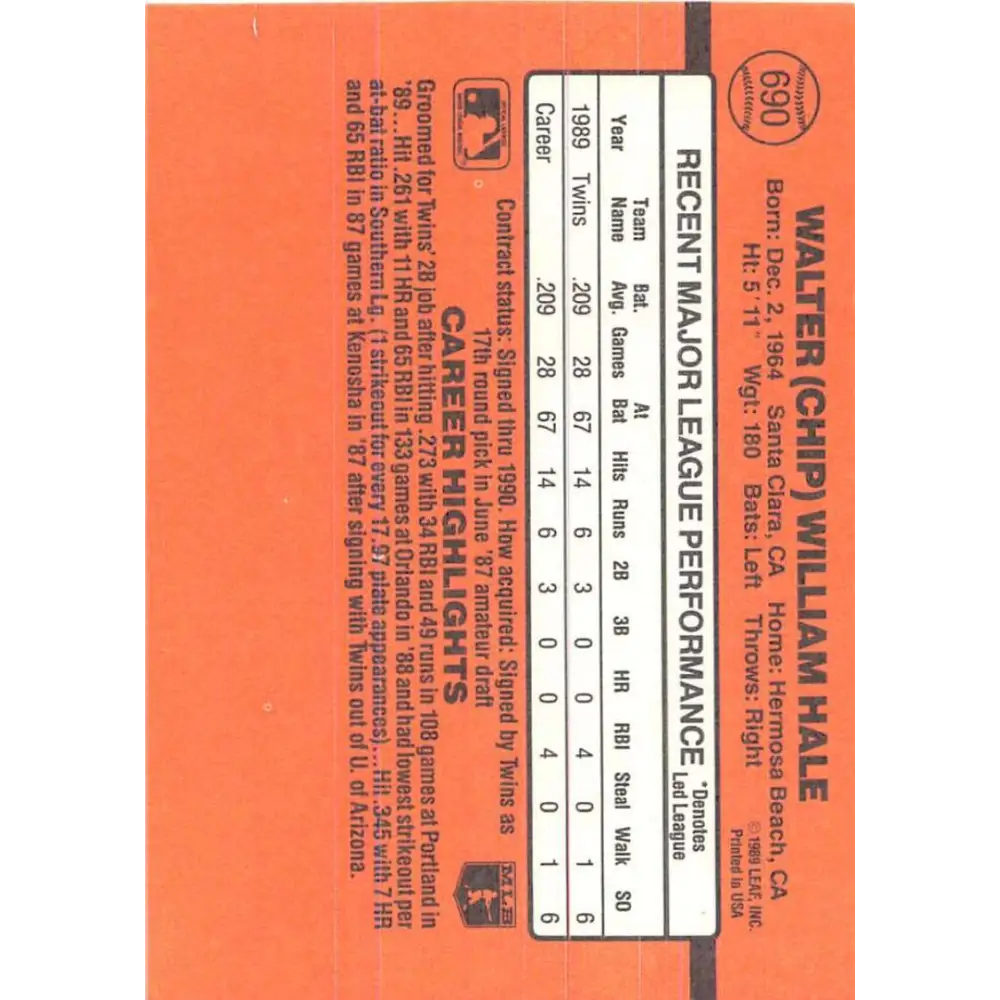 690
WALTER (CHIP) WILLIAM HALE
Born: Dec. 2, 1964 Santa Clara, CA Home: Hermosa Beach, CA
Ht: 5'11" Wgt: 180 Bats: Left Throws: Right
© 1989 LEAF, INC.
Printed in USA
RECENT MAJOR LEAGUE PERFORMANCE *Denotes
Led League
Year Team Name Bat. Avg. Games At Bat Hits Runs 2B 3B HR RBI Steal Walk SO
1989 Twins .209 28 67 14 6 3 0 0 4 0 1 6
Career .209 28 67 14 6 3 0 0 4 0 1 6
Contract status: Signed thru 1990. How acquired: Signed by Twins as
17th round pick in June '87 amateur draft
MLB
CAREER HIGHLIGHTS
Groomed for Twins' 2B job after hitting .273 with 34 RBI and 49 runs in 108 games at Portland in
'89...Hit .261 with 11 HR and 65 RBI in 133 games at Orlando in '88 and had lowest strikeout per
at-bat ratio in Southern Lg. (1 strikeout for every 17.97 plate appearances)...Hit .345 with 7 HR
and 65 RBI in 87 games at Kenosha in '87 after signing with Twins out of U. of Arizona.